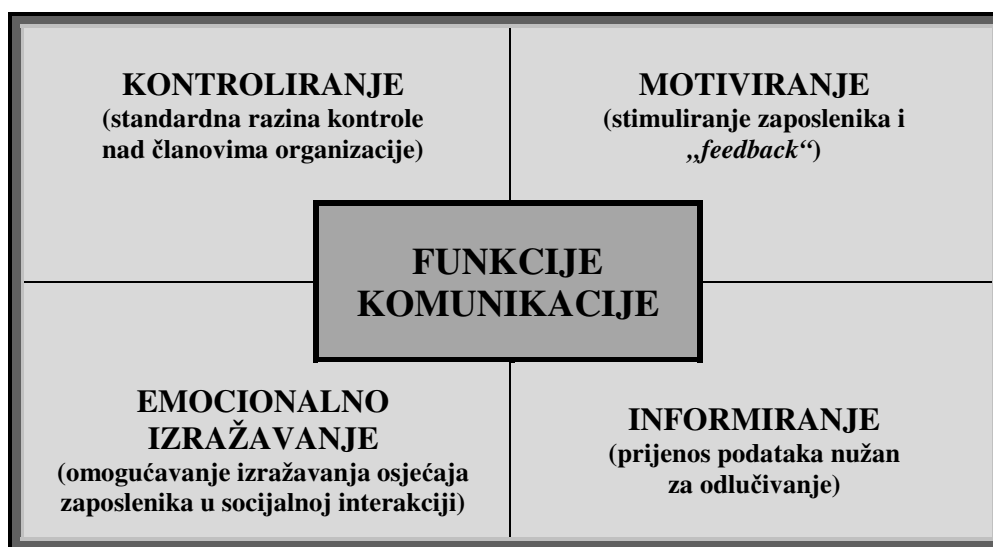 KONTROLIRANJE
(standardna razina kontrole
nad članovima organizacije)
MOTIVIRANJE
(stimuliranje zaposlenika i
„feedback“)
FUNKCIJE
KOMUNIKACIJE
EMOCIONALNO
IZRAŽAVANJE
(omogućavanje izražavanja osjećaja
zaposlenika u socijalnoj interakciji)
INFORMIRANJE
(prijenos podataka nužan
za odlučivanje)